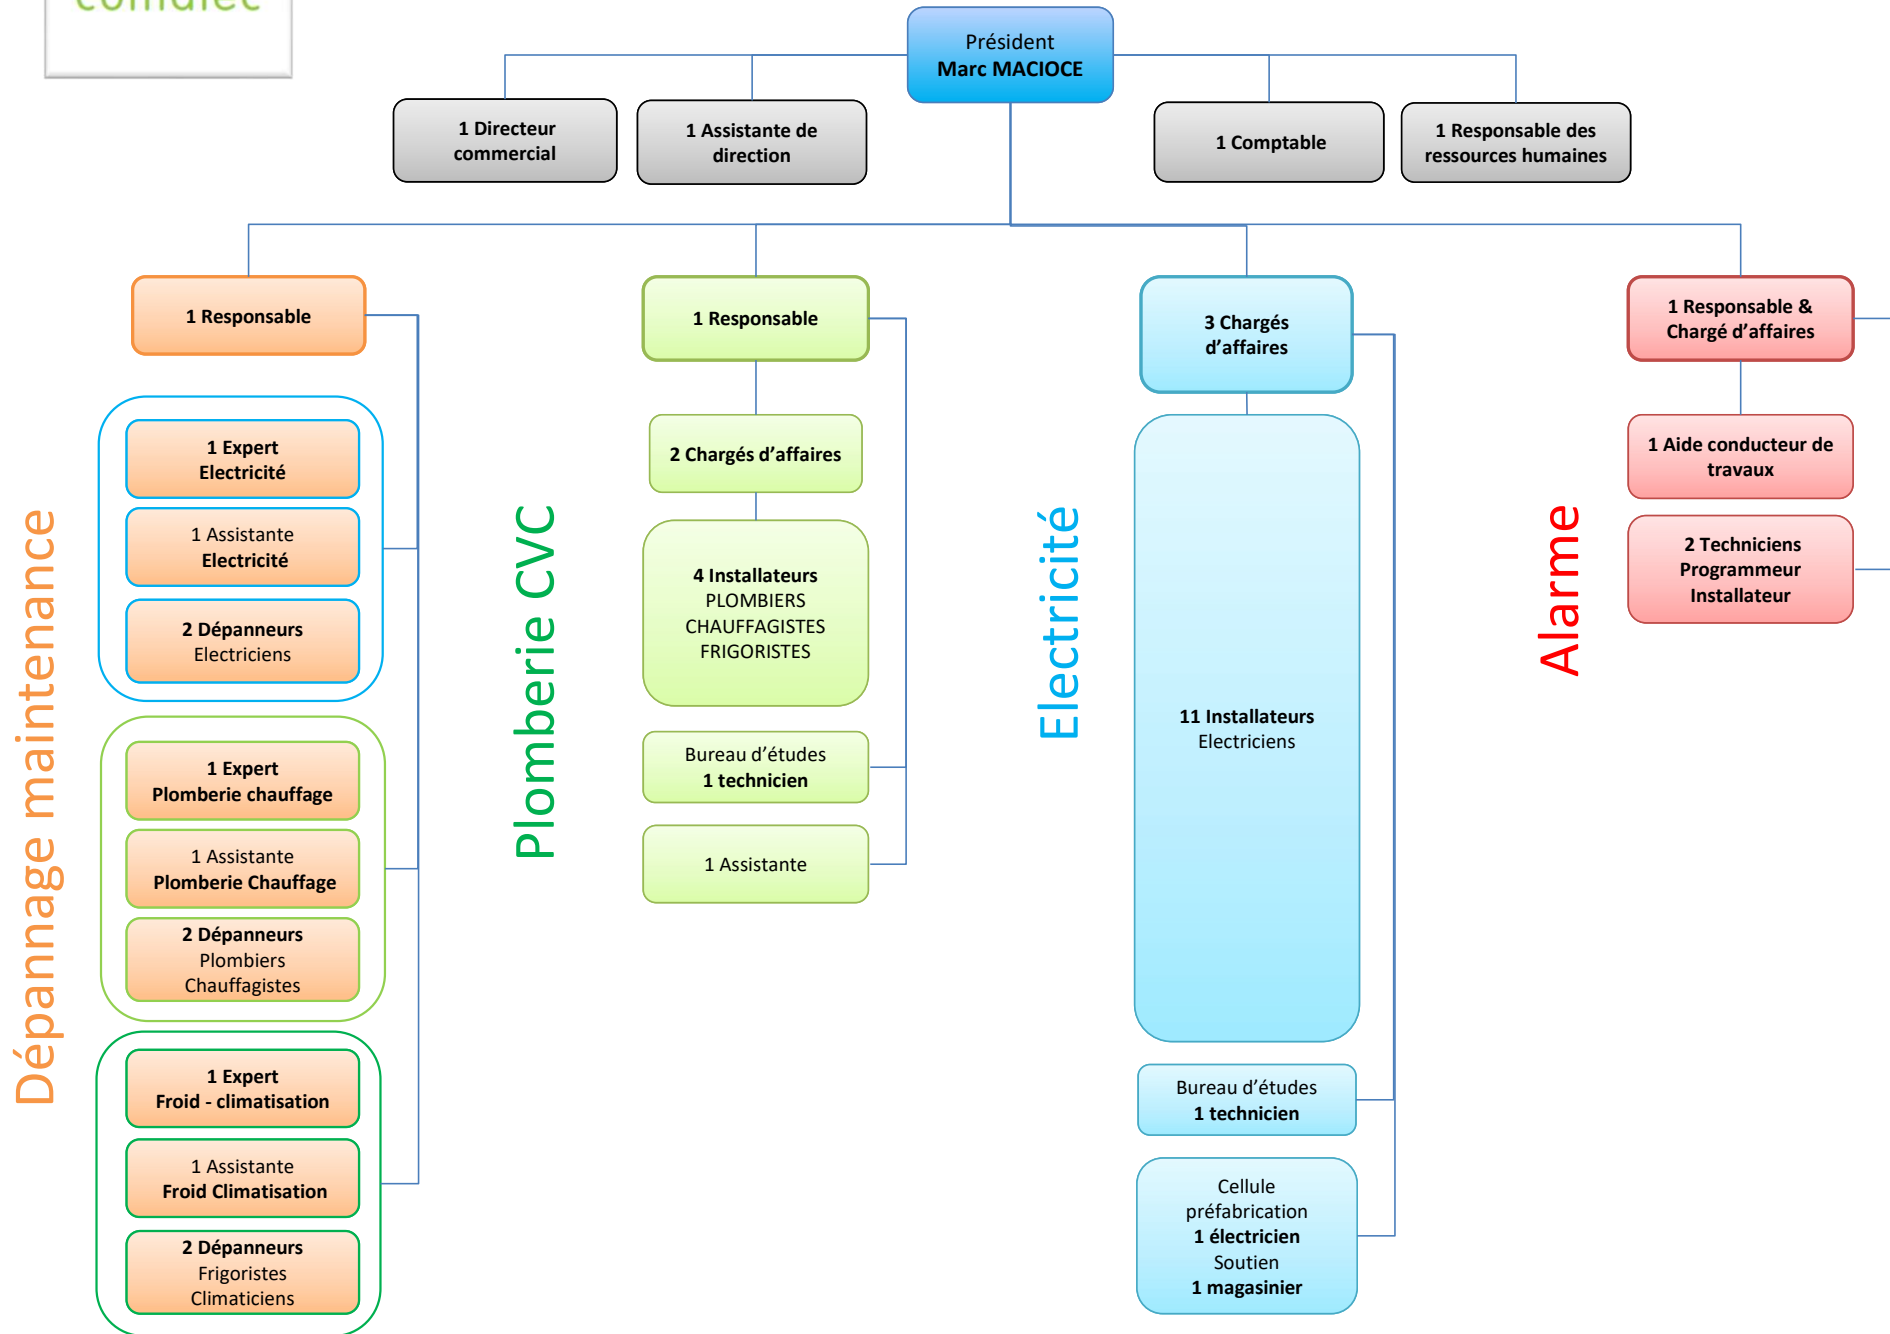 comalec
Président
Marc MACIOCE
1 Directeur
commercial
1 Assistante de
direction
1 Comptable
1 Responsable des
ressources humaines
Dépannage maintenance
1 Responsable
1 Expert
Electricité
1 Assistante
Electricité
2 Dépanneurs
Electriciens
1 Expert
Plomberie chauffage
1 Assistante
Plomberie Chauffage
2 Dépanneurs
Plombiers
Chauffagistes
1 Expert
Froid - climatisation
1 Assistante
Froid Climatisation
2 Dépanneurs
Frigoristes
Climaticiens
Plomberie CVC
1 Responsable
2 Chargés d’affaires
4 Installateurs
PLOMBIERS
CHAUFFAGISTES
FRIGORISTES
Bureau d’études
1 technicien
1 Assistante
Electricité
3 Chargés
d’affaires
11 Installateurs
Electriciens
Bureau d’études
1 technicien
Cellule
préfabrication
1 électricien
Soutien
1 magasinier
Alarme
1 Responsable &
Chargé d’affaires
1 Aide conducteur de
travaux
2 Techniciens
Programmeur
Installateur